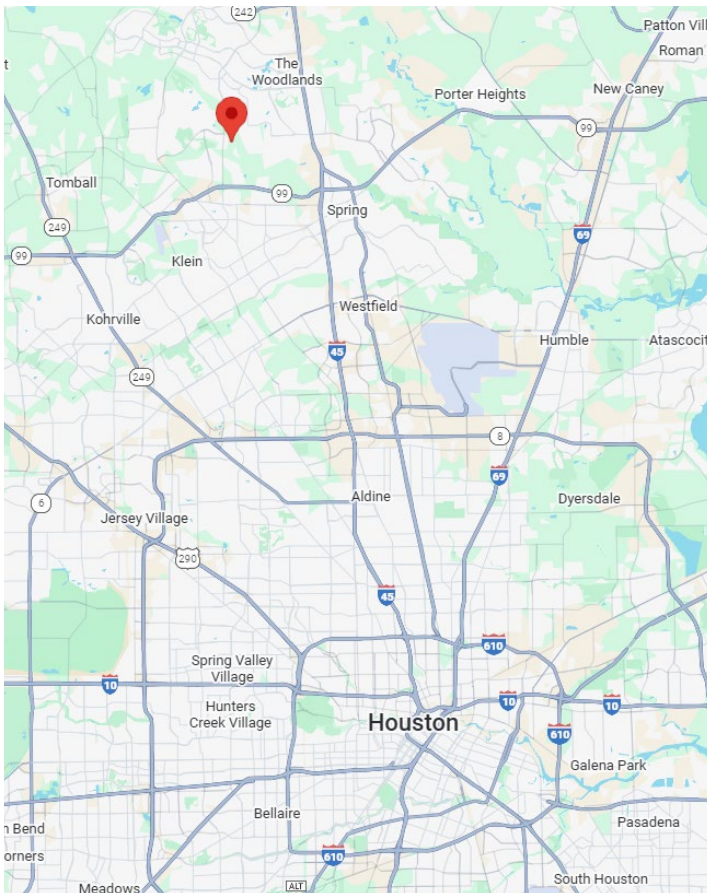 242
242
Patton Vill
Roman
The
Woodlands
New Caney
Porter Heights
99
Tomball
99
Spring
249
69
99
Klein
Westfield
Kohrville
Humble
Atascocit
45
249
8
69
Aldine
Dyersdale
6
Jersey Village
290
45
610
Spring Valley
Village
10
10
10
Hunters
Creek Village
Houston
610
Galena Park
Bellaire
n Bend
orners
Pasadena
610
South Houston
ALT
Meadows
t